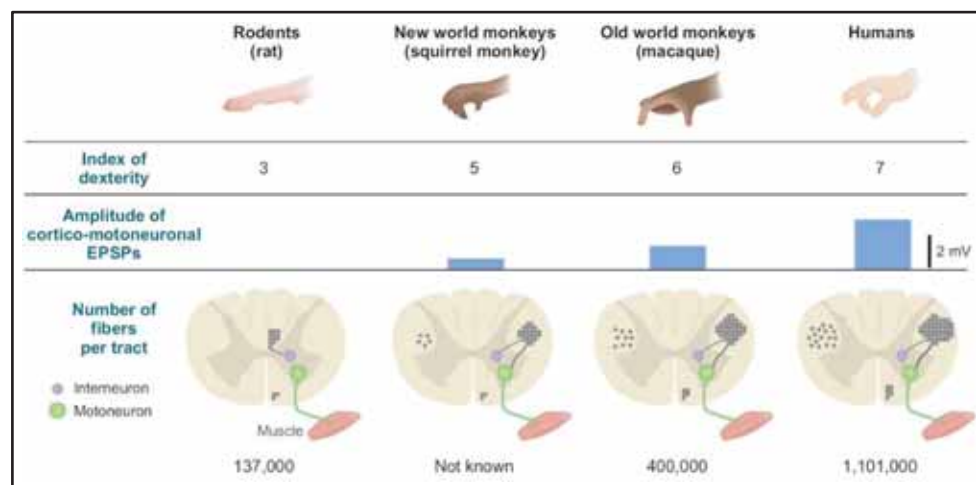 Rodents
(rat)
New world monkeys
(squirrel monkey)
Old world monkeys
(macaque)
Humans
Index of
dexterity
3
5
6
7
Amplitude of
cortico-motoneuronal
EPSPs
2 mV
Number of
fibers
per tract
Interneuron
Motoneuron
Muscle
137,000
Not known
400,000
1,101,000